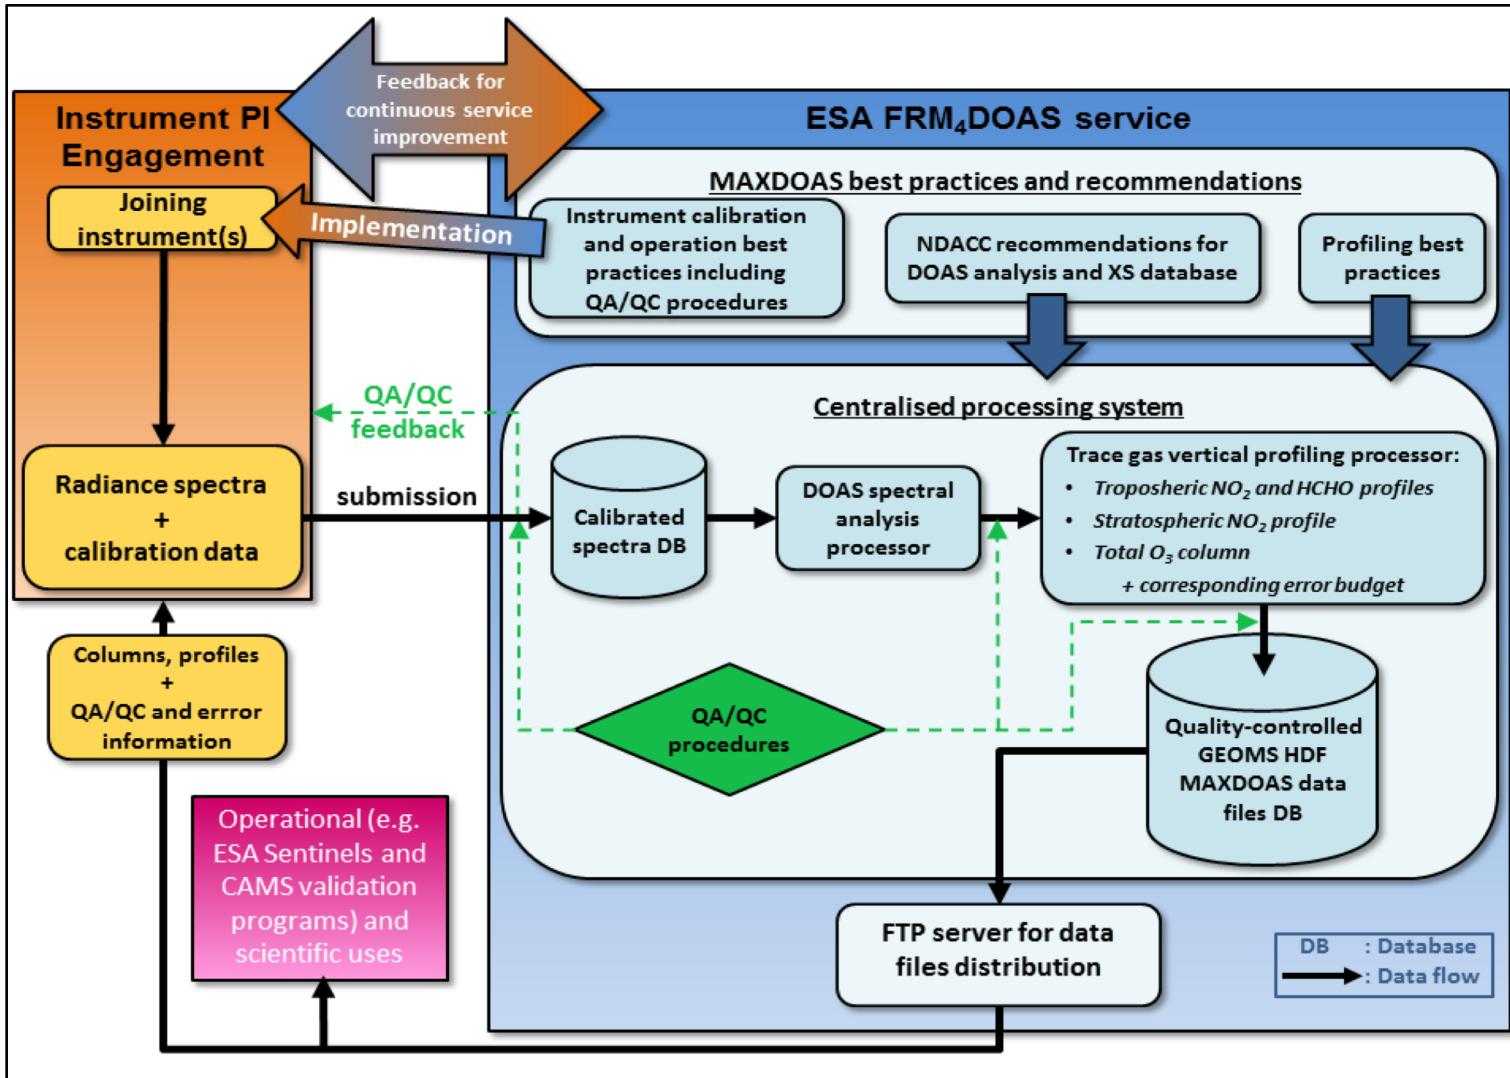 Feedback for
continuous service
improvement
Instrument PI
Engagement
ESA FRM₄DOAS service
Joining
instrument(s)
Implementation
MAXDOAS best practices and recommendations
Instrument calibration
and operation best
practices including
QA/QC procedures
NDACC recommendations for
DOAS analysis and XS database
Profiling best
practices
QA/QC
feedback
Centralised processing system
Radiance spectra
+
calibration data
submission
Calibrated
spectra DB
DOAS spectral
analysis
processor
Trace gas vertical profiling processor:
• Troposheric NO₂ and HCHO profiles
• Stratospheric NO₂ profile
• Total O₃ column
+ corresponding error budget
Columns, profiles
+
QA/QC and errror
information
QA/QC
procedures
Quality-controlled
GEOMS HDF
MAXDOAS data
files DB
Operational (e.g.
ESA Sentinels and
CAMS validation
programs) and
scientific uses
FTP server for data
files distribution
DB : Database
: Data flow